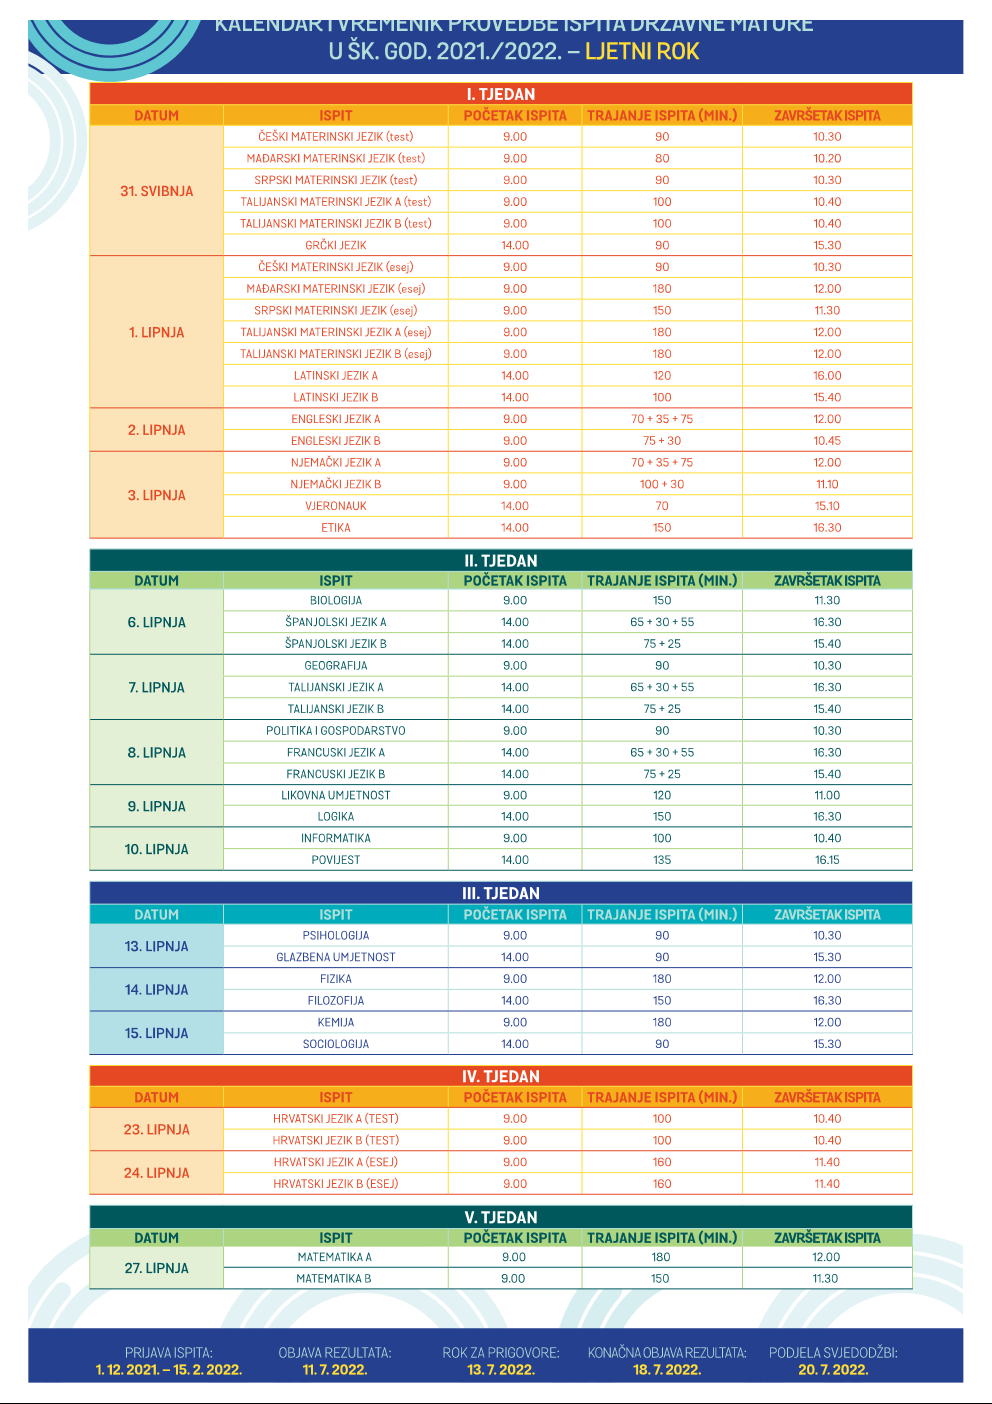 KALENDAR I VREMENIK PROVEDBE ISPITA DRŽAVNE MATURE
U ŠK. GOD. 2021./2022. – LJETNI ROK
I. TJEDAN
DATUM ISPIT POČETAK ISPITA TRAJANJE ISPITA (MIN.) ZAVRŠETAK ISPITA
31. SVIBNJA
ČEŠKI MATERINSKI JEZIK (test) 9.00 90 10.30
MAĐARSKI MATERINSKI JEZIK (test) 9.00 80 10.20
SRPSKI MATERINSKI JEZIK (test) 9.00 90 10.30
TALIJANSKI MATERINSKI JEZIK A (test) 9.00 100 10.40
TALIJANSKI MATERINSKI JEZIK B (test) 9.00 100 10.40
GRČKI JEZIK 14.00 90 15.30
1. LIPNJA
ČEŠKI MATERINSKI JEZIK (esej) 9.00 90 10.30
MAĐARSKI MATERINSKI JEZIK (esej) 9.00 180 12.00
SRPSKI MATERINSKI JEZIK (esej) 9.00 150 11.30
TALIJANSKI MATERINSKI JEZIK A (esej) 9.00 180 12.00
TALIJANSKI MATERINSKI JEZIK B (esej) 9.00 180 12.00
LATINSKI JEZIK A 14.00 120 16.00
LATINSKI JEZIK B 14.00 100 15.40
2. LIPNJA
ENGLESKI JEZIK A 9.00 70 + 35 + 75 12.00
ENGLESKI JEZIK B 9.00 75 + 30 10.45
3. LIPNJA
NJEMAČKI JEZIK A 9.00 70 + 35 + 75 12.00
NJEMAČKI JEZIK B 9.00 100 + 30 11.10
VJERONAUK 14.00 70 15.10
ETIKA 14.00 150 16.30
II. TJEDAN
DATUM ISPIT POČETAK ISPITA TRAJANJE ISPITA (MIN.) ZAVRŠETAK ISPITA
6. LIPNJA
BIOLOGIJA 9.00 150 11.30
ŠPANJOLSKI JEZIK A 14.00 65 + 30 + 55 16.30
ŠPANJOLSKI JEZIK B 14.00 75 + 25 15.40
7. LIPNJA
GEOGRAFIJA 9.00 90 10.30
TALIJANSKI JEZIK A 14.00 65 + 30 + 55 16.30
TALIJANSKI JEZIK B 14.00 75 + 25 15.40
8. LIPNJA
POLITIKA I GOSPODARSTVO 9.00 90 10.30
FRANCUSKI JEZIK A 14.00 65 + 30 + 55 16.30
FRANCUSKI JEZIK B 14.00 75 + 25 15.40
9. LIPNJA
LIKOVNA UMJETNOST 9.00 120 11.00
LOGIKA 14.00 150 16.30
10. LIPNJA
INFORMATIKA 9.00 100 10.40
POVIJEST 14.00 135 16.15
III. TJEDAN
DATUM ISPIT POČETAK ISPITA TRAJANJE ISPITA (MIN.) ZAVRŠETAK ISPITA
13. LIPNJA
PSIHOLOGIJA 9.00 90 10.30
GLAZBENA UMJETNOST 14.00 90 15.30
14. LIPNJA
FIZIKA 9.00 180 12.00
FILOZOFIJA 14.00 150 16.30
15. LIPNJA
KEMIJA 9.00 180 12.00
SOCIOLOGIJA 14.00 90 15.30
IV. TJEDAN
DATUM ISPIT POČETAK ISPITA TRAJANJE ISPITA (MIN.) ZAVRŠETAK ISPITA
23. LIPNJA
HRVATSKI JEZIK A (TEST) 9.00 100 10.40
HRVATSKI JEZIK B (TEST) 9.00 100 10.40
24. LIPNJA
HRVATSKI JEZIK A (ESEJ) 9.00 160 11.40
HRVATSKI JEZIK B (ESEJ) 9.00 160 11.40
V. TJEDAN
DATUM ISPIT POČETAK ISPITA TRAJANJE ISPITA (MIN.) ZAVRŠETAK ISPITA
27. LIPNJA
MATEMATIKA A 9.00 180 12.00
MATEMATIKA B 9.00 150 11.30
PRIJAVA ISPITA: OBJAVA REZULTATA: ROK ZA PRIGOVORE: KONAČNA OBJAVA REZULTATA: PODJELA SVJEDODŽBI:
1. 12. 2021. – 15. 2. 2022. 11. 7. 2022. 13. 7. 2022. 18. 7. 2022. 20. 7. 2022.